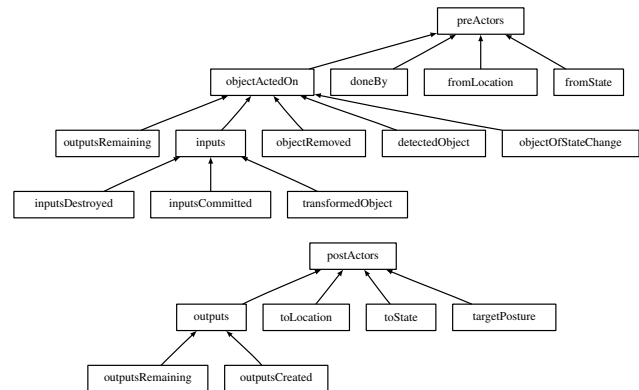 preActors
objectActedOn
doneBy
fromLocation
fromState
outputsRemaining
inputs
objectRemoved
detectedObject
objectOfStateChange
inputsDestroyed
inputsCommitted
transformedObject
postActors
outputs
toLocation
toState
targetPosture
outputsRemaining
outputsCreated